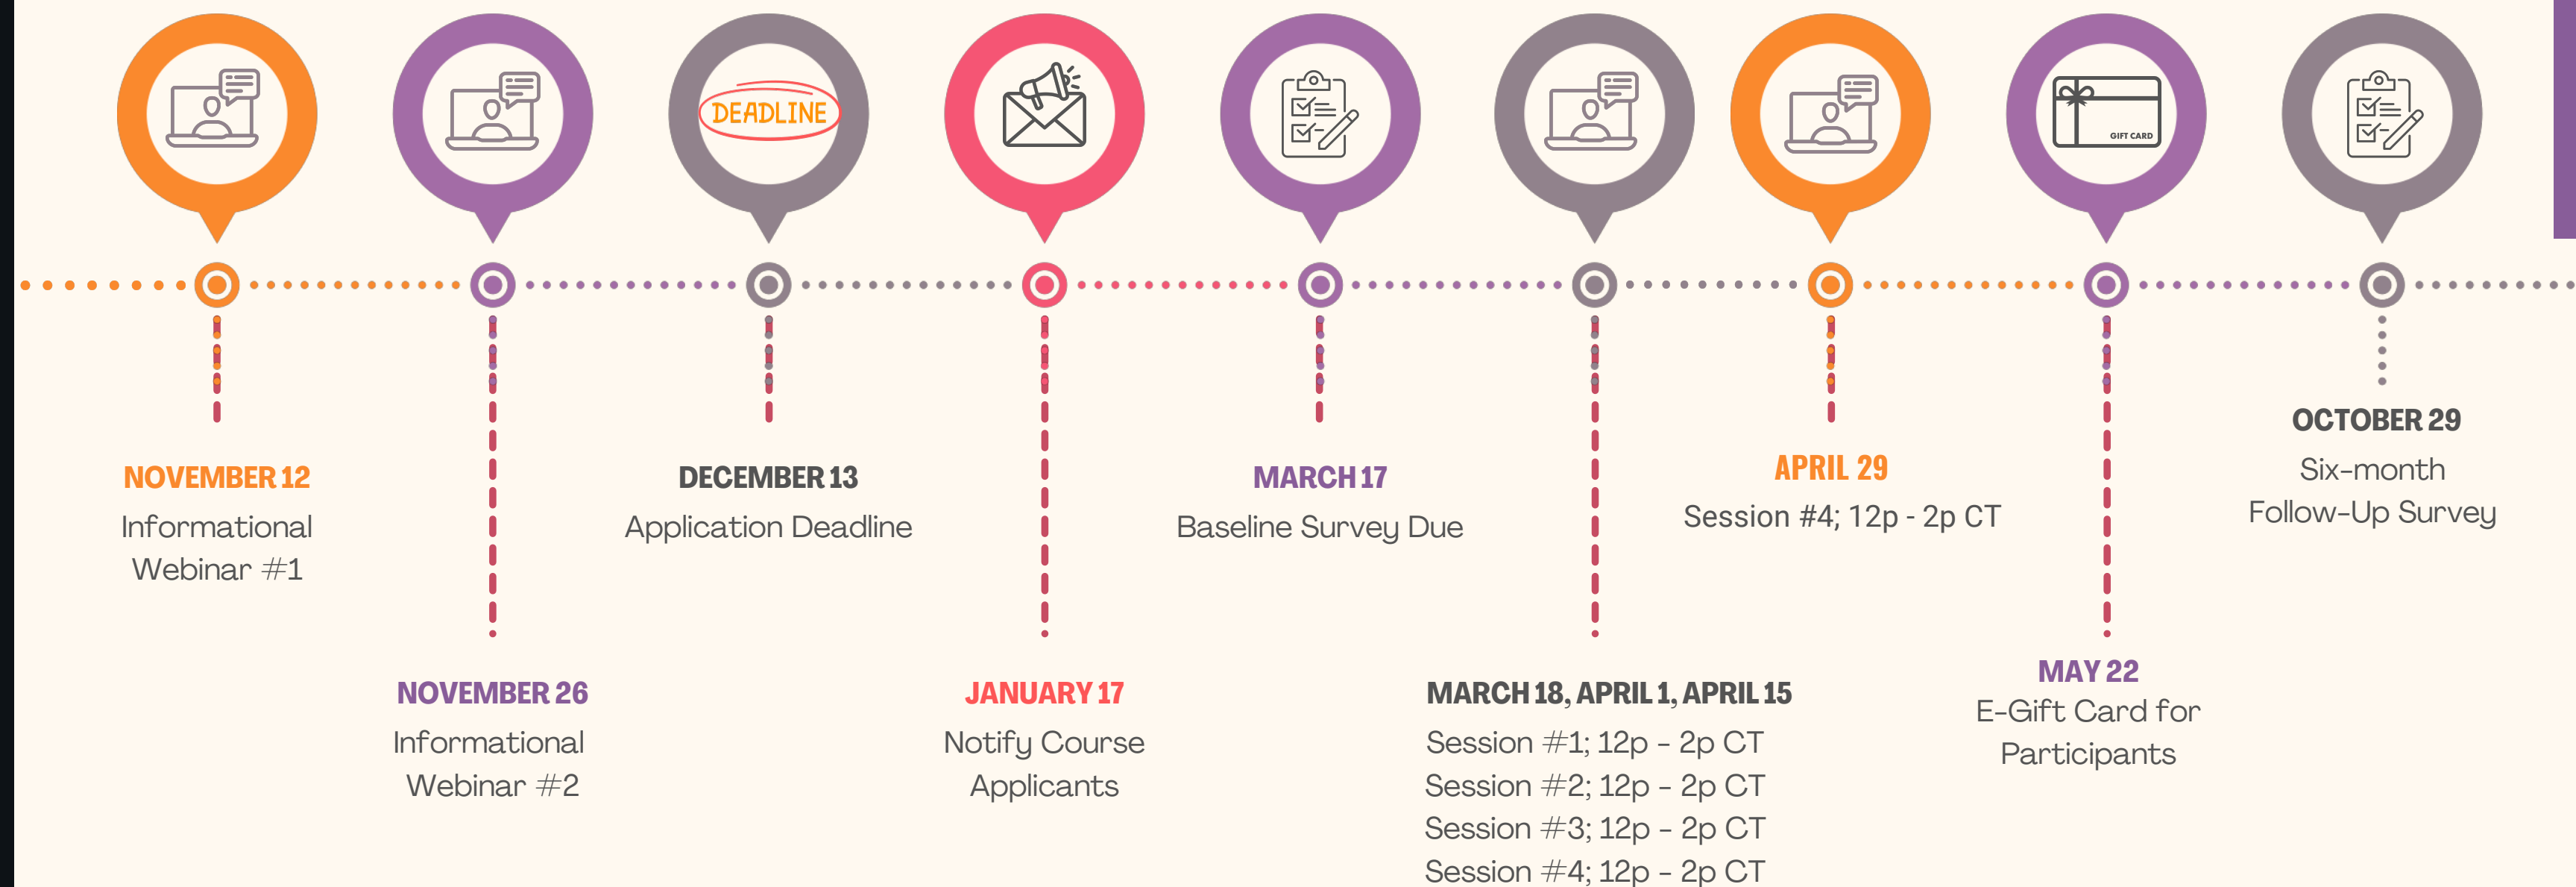 DEADLINE
GIFT CARD
NOVEMBER 12
Informational
Webinar #1
NOVEMBER 26
Informational
Webinar #2
DECEMBER 13
Application Deadline
JANUARY 17
Notify Course
Applicants
MARCH 17
Baseline Survey Due
MARCH 18, APRIL 1, APRIL 15
Session #1; 12p - 2p CT
Session #2; 12p - 2p CT
Session #3; 12p - 2p CT
Session #4; 12p - 2p CT
APRIL 29
Session #4; 12p - 2p CT
MAY 22
E-Gift Card for
Participants
OCTOBER 29
Six-month
Follow-Up Survey